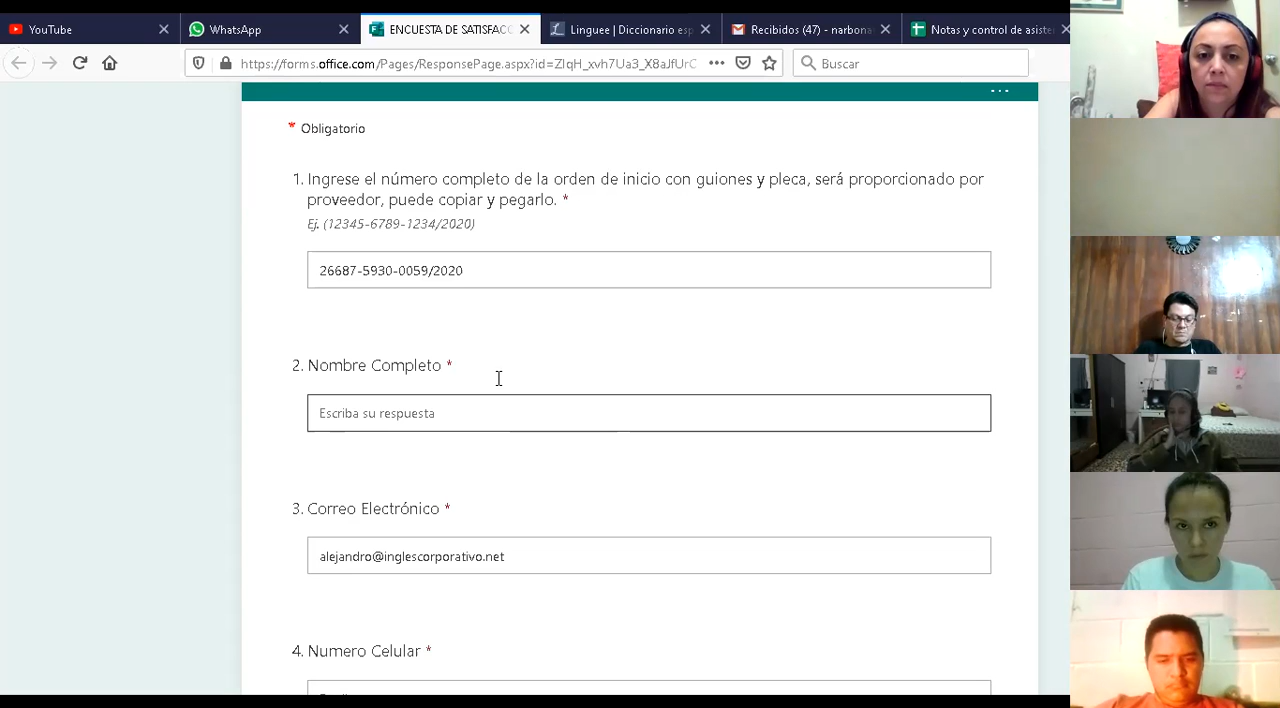 YouTube
WhatsApp
ENCUESTA DE SATISFACC
Linguee | Diccionario esp
Recibidos (47) - narbona
Notas y control de asiste
https://forms.office.com/Pages/ResponsePage.aspx?id=ZIqH_xvh7Ua3_X8aJfUrC
Buscar
* Obligatorio
1. Ingrese el número completo de la orden de inicio con guiones y pleca, será proporcionado por
proveedor, puede copiar y pegarlo. *
Ej. (12345-6789-1234/2020)
26687-5930-0059/2020
2. Nombre Completo *
Escriba su respuesta
3. Correo Electrónico *
alejandro@inglescorporativo.net
4. Numero Celular *